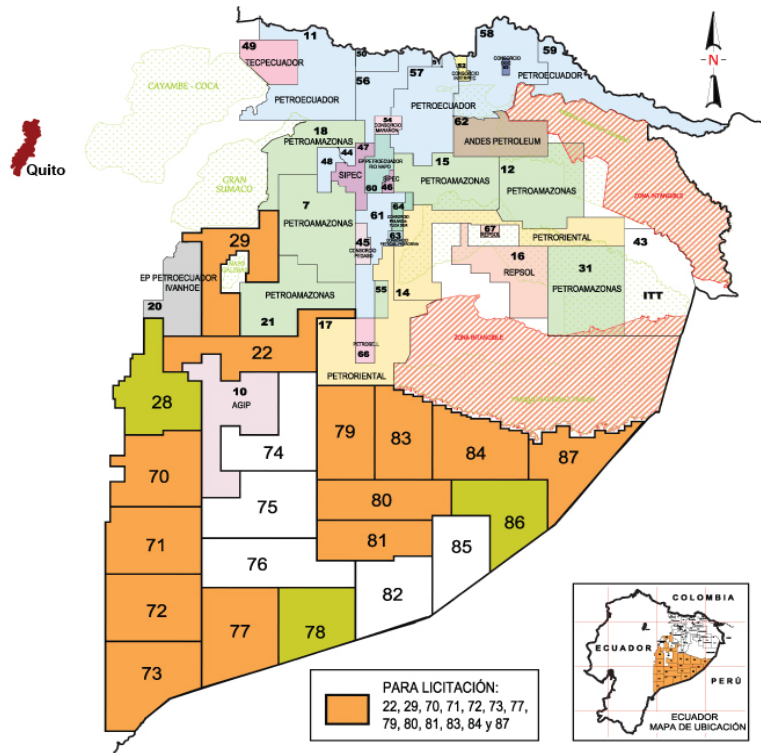 11
58
49
50
59
TECPECUADOR
57
52
56
PETROECUADOR
CAYAMBE - COCA
PETROECUADOR
PETROECUADOR
N
54
18
62
ANDES PETROLEUM
PETROAMAZONAS
47
44
48
15
12
Quito
SIPEC
SIPEC
GRAN
SUMACO
PETROAMAZONAS
PETROAMAZONAS
60
46
7
64
61
PETROAMAZONAS
ZONA INTANGIBLE
29
63
45
67
REPSOL
PETRORIENTAL
43
EP PETROECUADOR
IVANHOE
16
REPSOL
31
PETROAMAZONAS
PETROAMAZONAS
55
14
ITT
20
21
17
22
66
ZONA INTANGIBLE
PETRORIENTAL
28
10
AGIP
74
79
83
84
87
70
75
80
86
71
81
85
76
72
82
77
78
73
PARA LICITACIÓN:
22, 29, 70, 71, 72, 73, 77,
79, 80, 81, 83, 84 y 87
COLOMBIA
ECUADOR
PERÚ
ECUADOR
MAPA DE UBICACIÓN